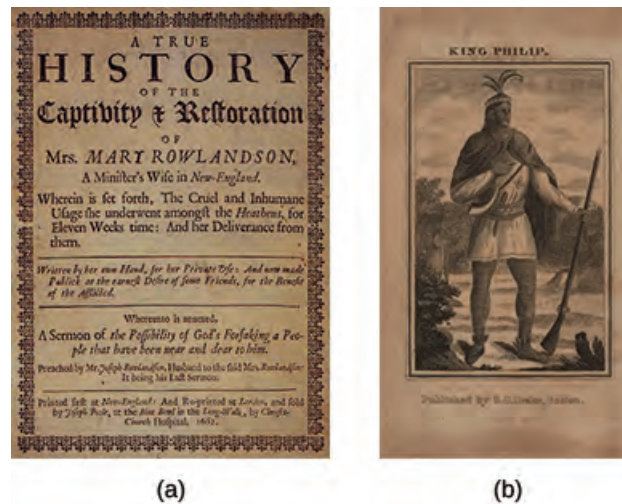 A TRUE
HISTORY
OF THE
Captivity & Reſtoration
OF
Mrs. MARY ROWLANDSON,
A Miniſter's Wife in New-England.
Wherein is ſet forth, The Cruel and Inhumane
Uſage ſhe underwent amongſt the Heathens, for
Eleven Weeks time: And her Deliverance from
them.
Written by her own Hand, for her Private Uſe: And now made
Publick at the earneſt Deſire of ſome Friends, for the Benefit
of the Afflicted.
Whereunto is annexed,
A Sermon of the Poſſibility of God's Forſaking a Peo-
ple that have been near and dear to him.
Preached by Mr. Joſeph Rowlandſon, Husband to the ſaid Mrs. Rowlandſon:
It being his Laſt Sermon.
Printed firſt at New-England: And Re-printed at London, and ſold
by Joſeph Poole, at the Blue Bowl in the Long-Walk, by Chriſts-
Church Hoſpital. 1682.
(a)
KING PHILIP.
Published by Boston.
(b)